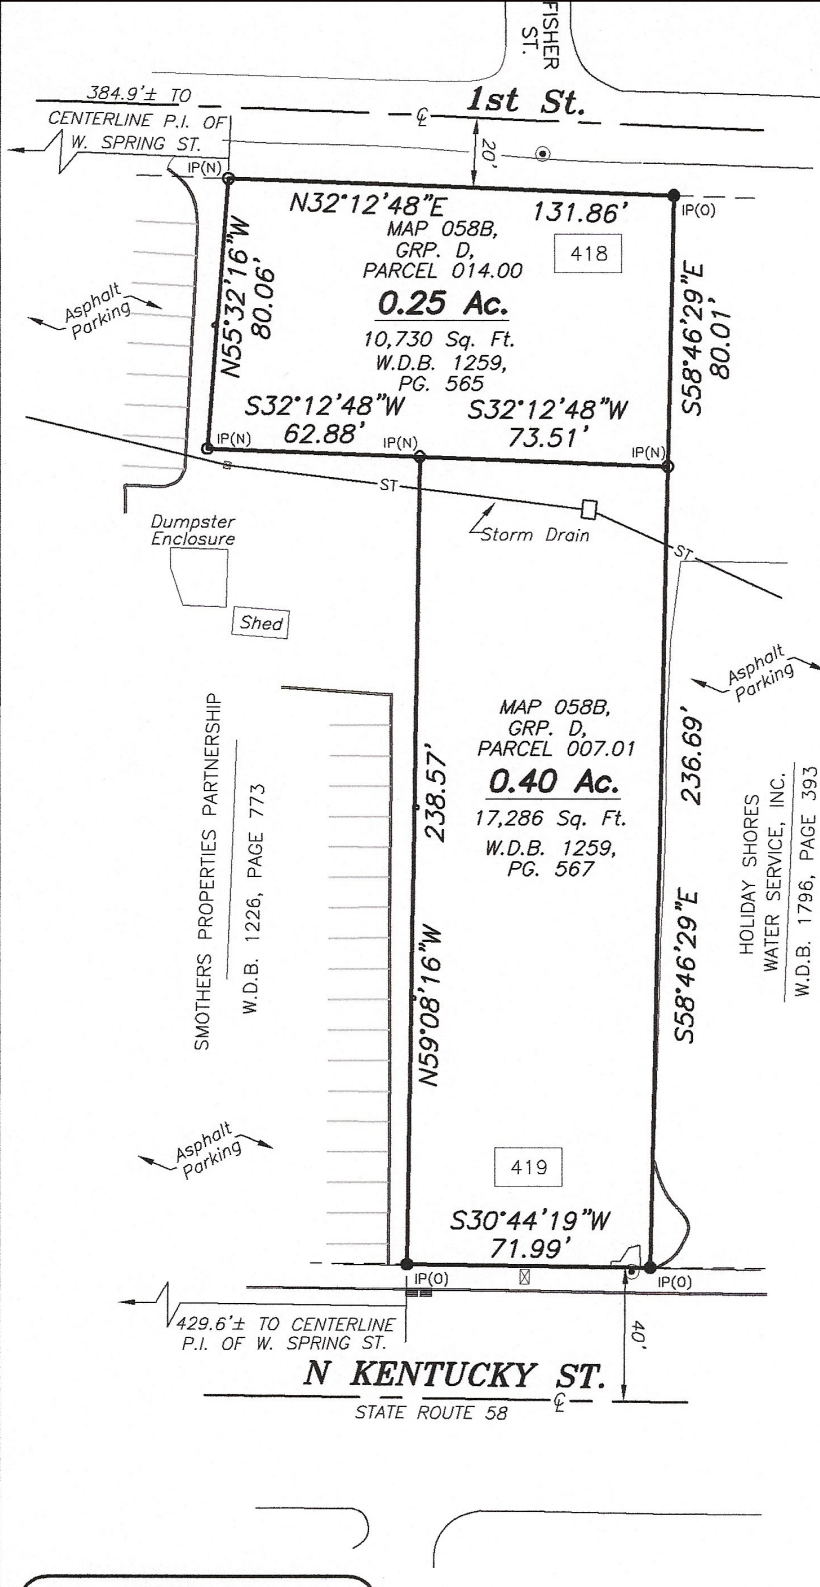 FISHER
ST.
384.9'± TO
CENTERLINE P.I. OF
W. SPRING ST.
1st St.
℄
20'
IP(N)
IP(O)
N32°12'48"E 131.86'
MAP 058B,
GRP. D,
PARCEL 014.00
418
0.25 Ac.
10,730 Sq. Ft.
W.D.B. 1259,
PG. 565
N55°32'16"W
80.06'
S58°46'29"E
80.01'
Asphalt
Parking
S32°12'48"W
62.88'
S32°12'48"W
73.51'
IP(N)
IP(N)
IP(N)
ST
Storm Drain
ST
Dumpster
Enclosure
Shed
Asphalt
Parking
MAP 058B,
GRP. D,
PARCEL 007.01
0.40 Ac.
17,286 Sq. Ft.
W.D.B. 1259,
PG. 567
238.57'
N59°08'16"W
236.69'
S58°46'29"E
SMOTHERS PROPERTIES PARTNERSHIP
W.D.B. 1226, PAGE 773
HOLIDAY SHORES
WATER SERVICE, INC.
W.D.B. 1796, PAGE 393
Asphalt
Parking
419
S30°44'19"W
71.99'
IP(O)
IP(O)
429.6'± TO CENTERLINE
P.I. OF W. SPRING ST.
40'
N KENTUCKY ST.
℄
STATE ROUTE 58